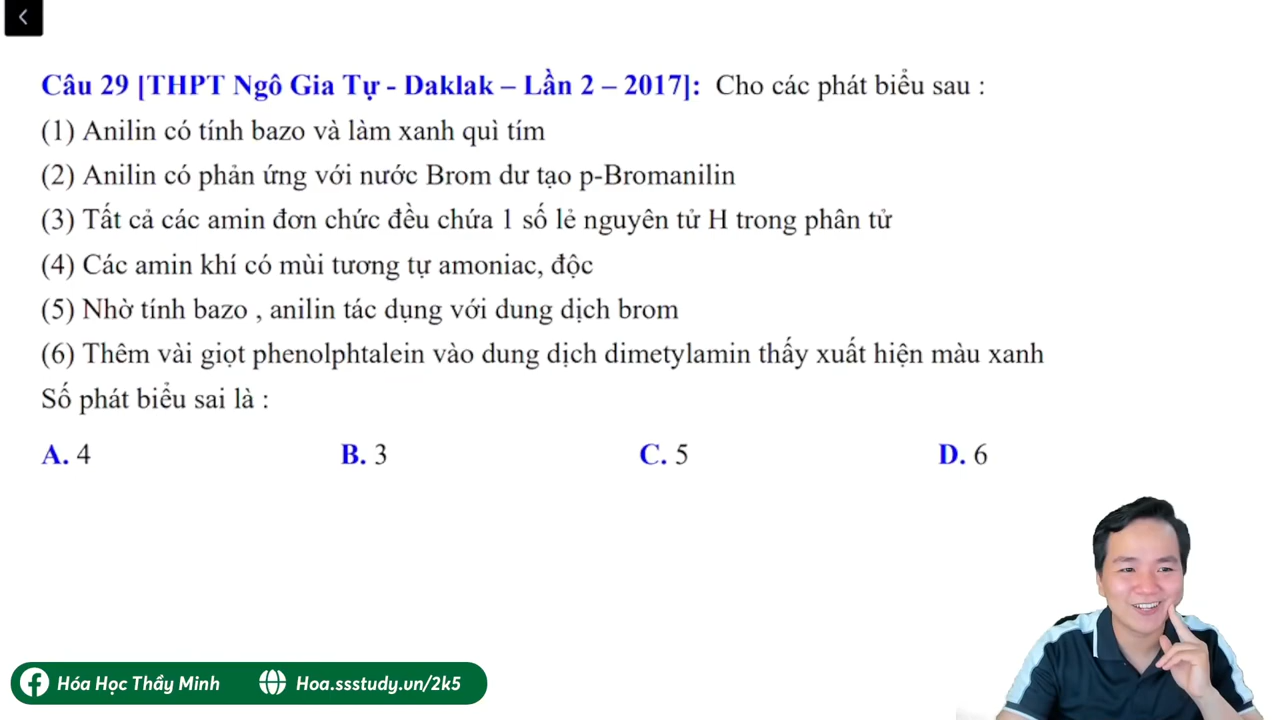 Câu 29 [THPT Ngô Gia Tự - Daklak – Lần 2 – 2017]: Cho các phát biểu sau :
(1) Anilin có tính bazo và làm xanh quì tím
(2) Anilin có phản ứng với nước Brom dư tạo p-Bromanilin
(3) Tất cả các amin đơn chức đều chứa 1 số lẻ nguyên tử H trong phân tử
(4) Các amin khí có mùi tương tự amoniac, độc
(5) Nhờ tính bazo , anilin tác dụng với dung dịch brom
(6) Thêm vài giọt phenolphtalein vào dung dịch dimetylamin thấy xuất hiện màu xanh
Số phát biểu sai là :
A. 4 B. 3 C. 5 D. 6
Hóa Học Thầy Minh Hoa.ssstudy.vn/2k5